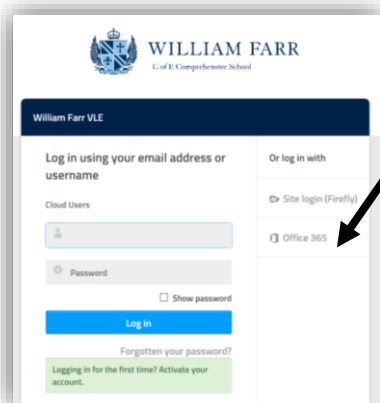 WILLIAM FARR
C of E Comprehensive School
William Farr VLE
Log in using your email address or
username
Cloud Users
Password
Show password
Log in
Forgotten your password?
Logging in for the first time? Activate your
account.
Or log in with
Site login (Firefly)
Office 365